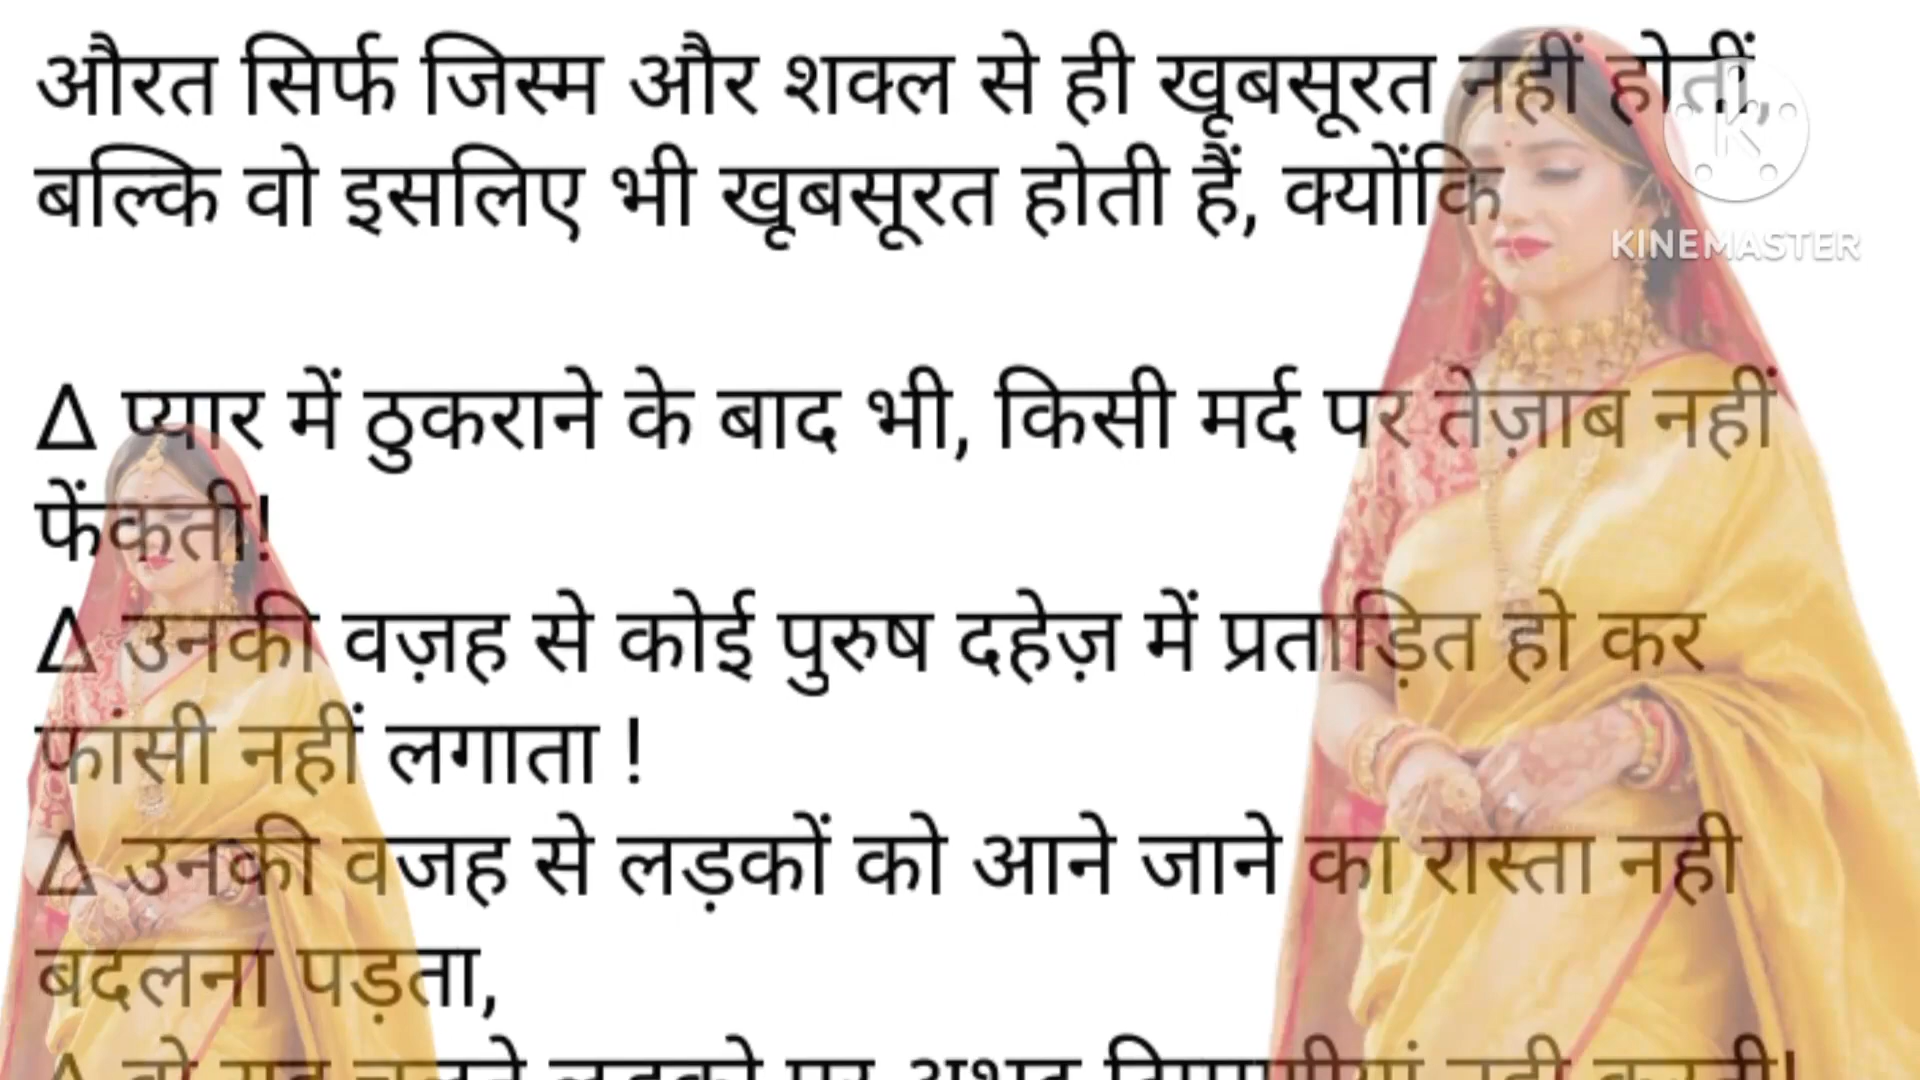 औरत सिर्फ जिस्म और शक्ल से ही खूबसूरत नहीं होतीं,
बल्कि वो इसलिए भी खूबसूरत होती हैं, क्योंकि
KINEMASTER
∆ प्यार में ठुकराने के बाद भी, किसी मर्द पर तेज़ाब नहीं
फेंकती!
∆ उनकी वज़ह से कोई पुरुष दहेज़ में प्रताड़ित हो कर
फांसी नहीं लगाता !
∆ उनकी वजह से लड़कों को आने जाने का रास्ता नही
बदलना पड़ता,